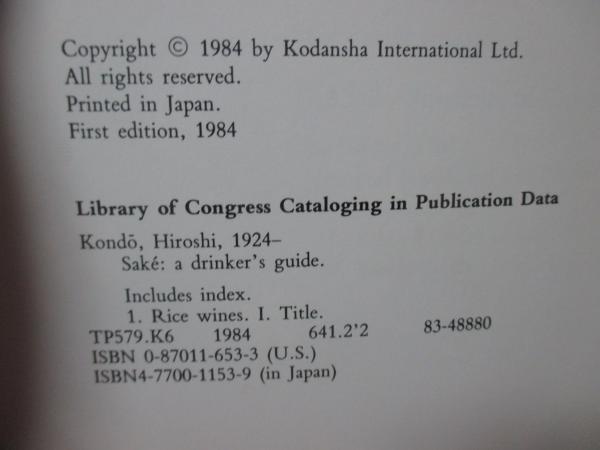 Copyright © 1984 by Kodansha International Ltd.
All rights reserved.
Printed in Japan.
First edition, 1984
Library of Congress Cataloging in Publication Data
Kondō, Hiroshi, 1924–
Saké: a drinker's guide.
Includes index.
1. Rice wines. I. Title.
TP579.K6 1984 641.2'2 83-48880
ISBN 0-87011-653-3 (U.S.)
ISBN4-7700-1153-9 (in Japan)